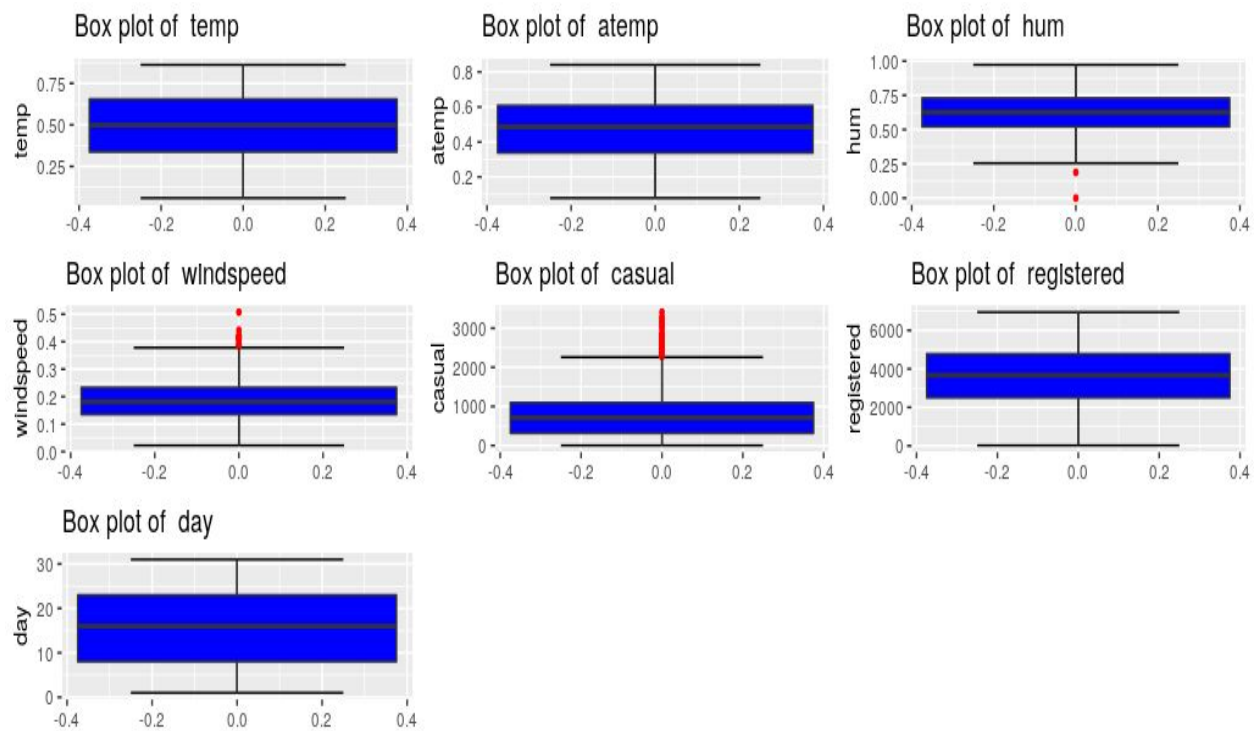 Box plot of temp
temp
0.75
0.50
0.25
-0.4 -0.2 0.0 0.2 0.4
Box plot of atemp
atemp
0.8
0.6
0.4
0.2
-0.4 -0.2 0.0 0.2 0.4
Box plot of hum
hum
1.00
0.75
0.50
0.25
0.00
-0.4 -0.2 0.0 0.2 0.4
Box plot of windspeed
windspeed
0.5
0.4
0.3
0.2
0.1
0.0
-0.4 -0.2 0.0 0.2 0.4
Box plot of casual
casual
3000
2000
1000
0
-0.4 -0.2 0.0 0.2 0.4
Box plot of registered
registered
6000
4000
2000
0
-0.4 -0.2 0.0 0.2 0.4
Box plot of day
day
30
20
10
0
-0.4 -0.2 0.0 0.2 0.4